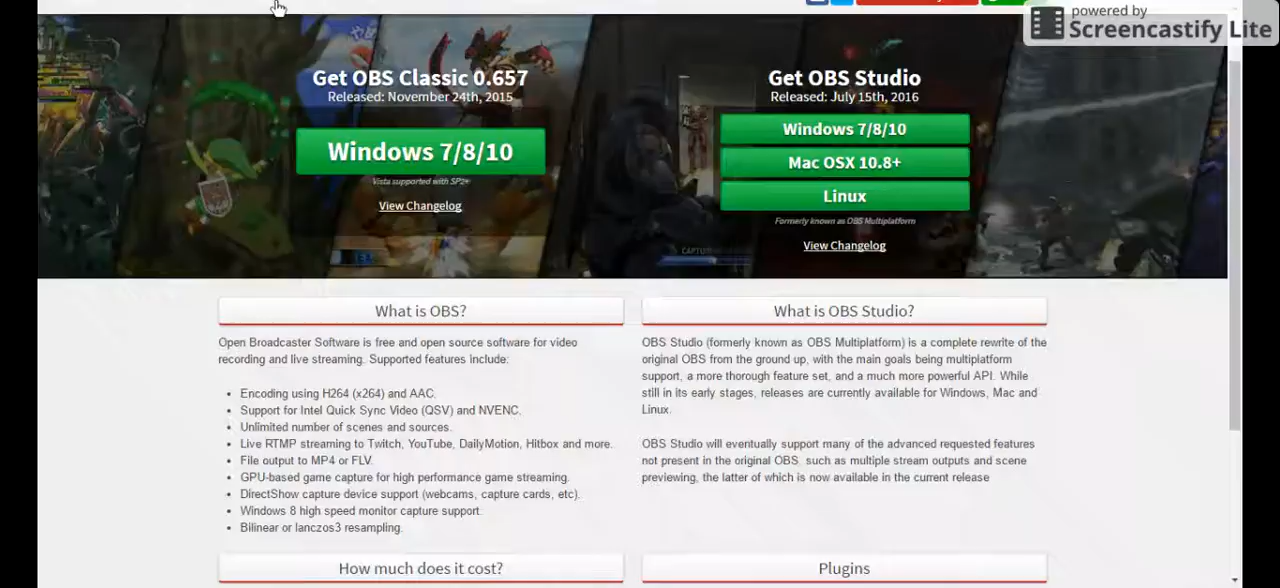 powered by
Screencastify Lite
Get OBS Classic 0.657
Released: November 24th, 2015
Windows 7/8/10
Vista supported with SP2+
View Changelog
Get OBS Studio
Released: July 15th, 2016
Windows 7/8/10
Mac OSX 10.8+
Linux
Formerly known as OBS Multiplatform
View Changelog
What is OBS?
Open Broadcaster Software is free and open source software for video
recording and live streaming. Supported features include:
• Encoding using H264 (x264) and AAC.
• Support for Intel Quick Sync Video (QSV) and NVENC.
• Unlimited number of scenes and sources.
• Live RTMP streaming to Twitch, YouTube, DailyMotion, Hitbox and more.
• File output to MP4 or FLV.
• GPU-based game capture for high performance game streaming.
• DirectShow capture device support (webcams, capture cards, etc).
• Windows 8 high speed monitor capture support.
• Bilinear or lanczos3 resampling.
What is OBS Studio?
OBS Studio (formerly known as OBS Multiplatform) is a complete rewrite of the
original OBS from the ground up, with the main goals being multiplatform
support, a more thorough feature set, and a much more powerful API. While
still in its early stages, releases are currently available for Windows, Mac and
Linux.
OBS Studio will eventually support many of the advanced requested features
not present in the original OBS, such as multiple stream outputs and scene
previewing, the latter of which is now available in the current release
How much does it cost?
Plugins